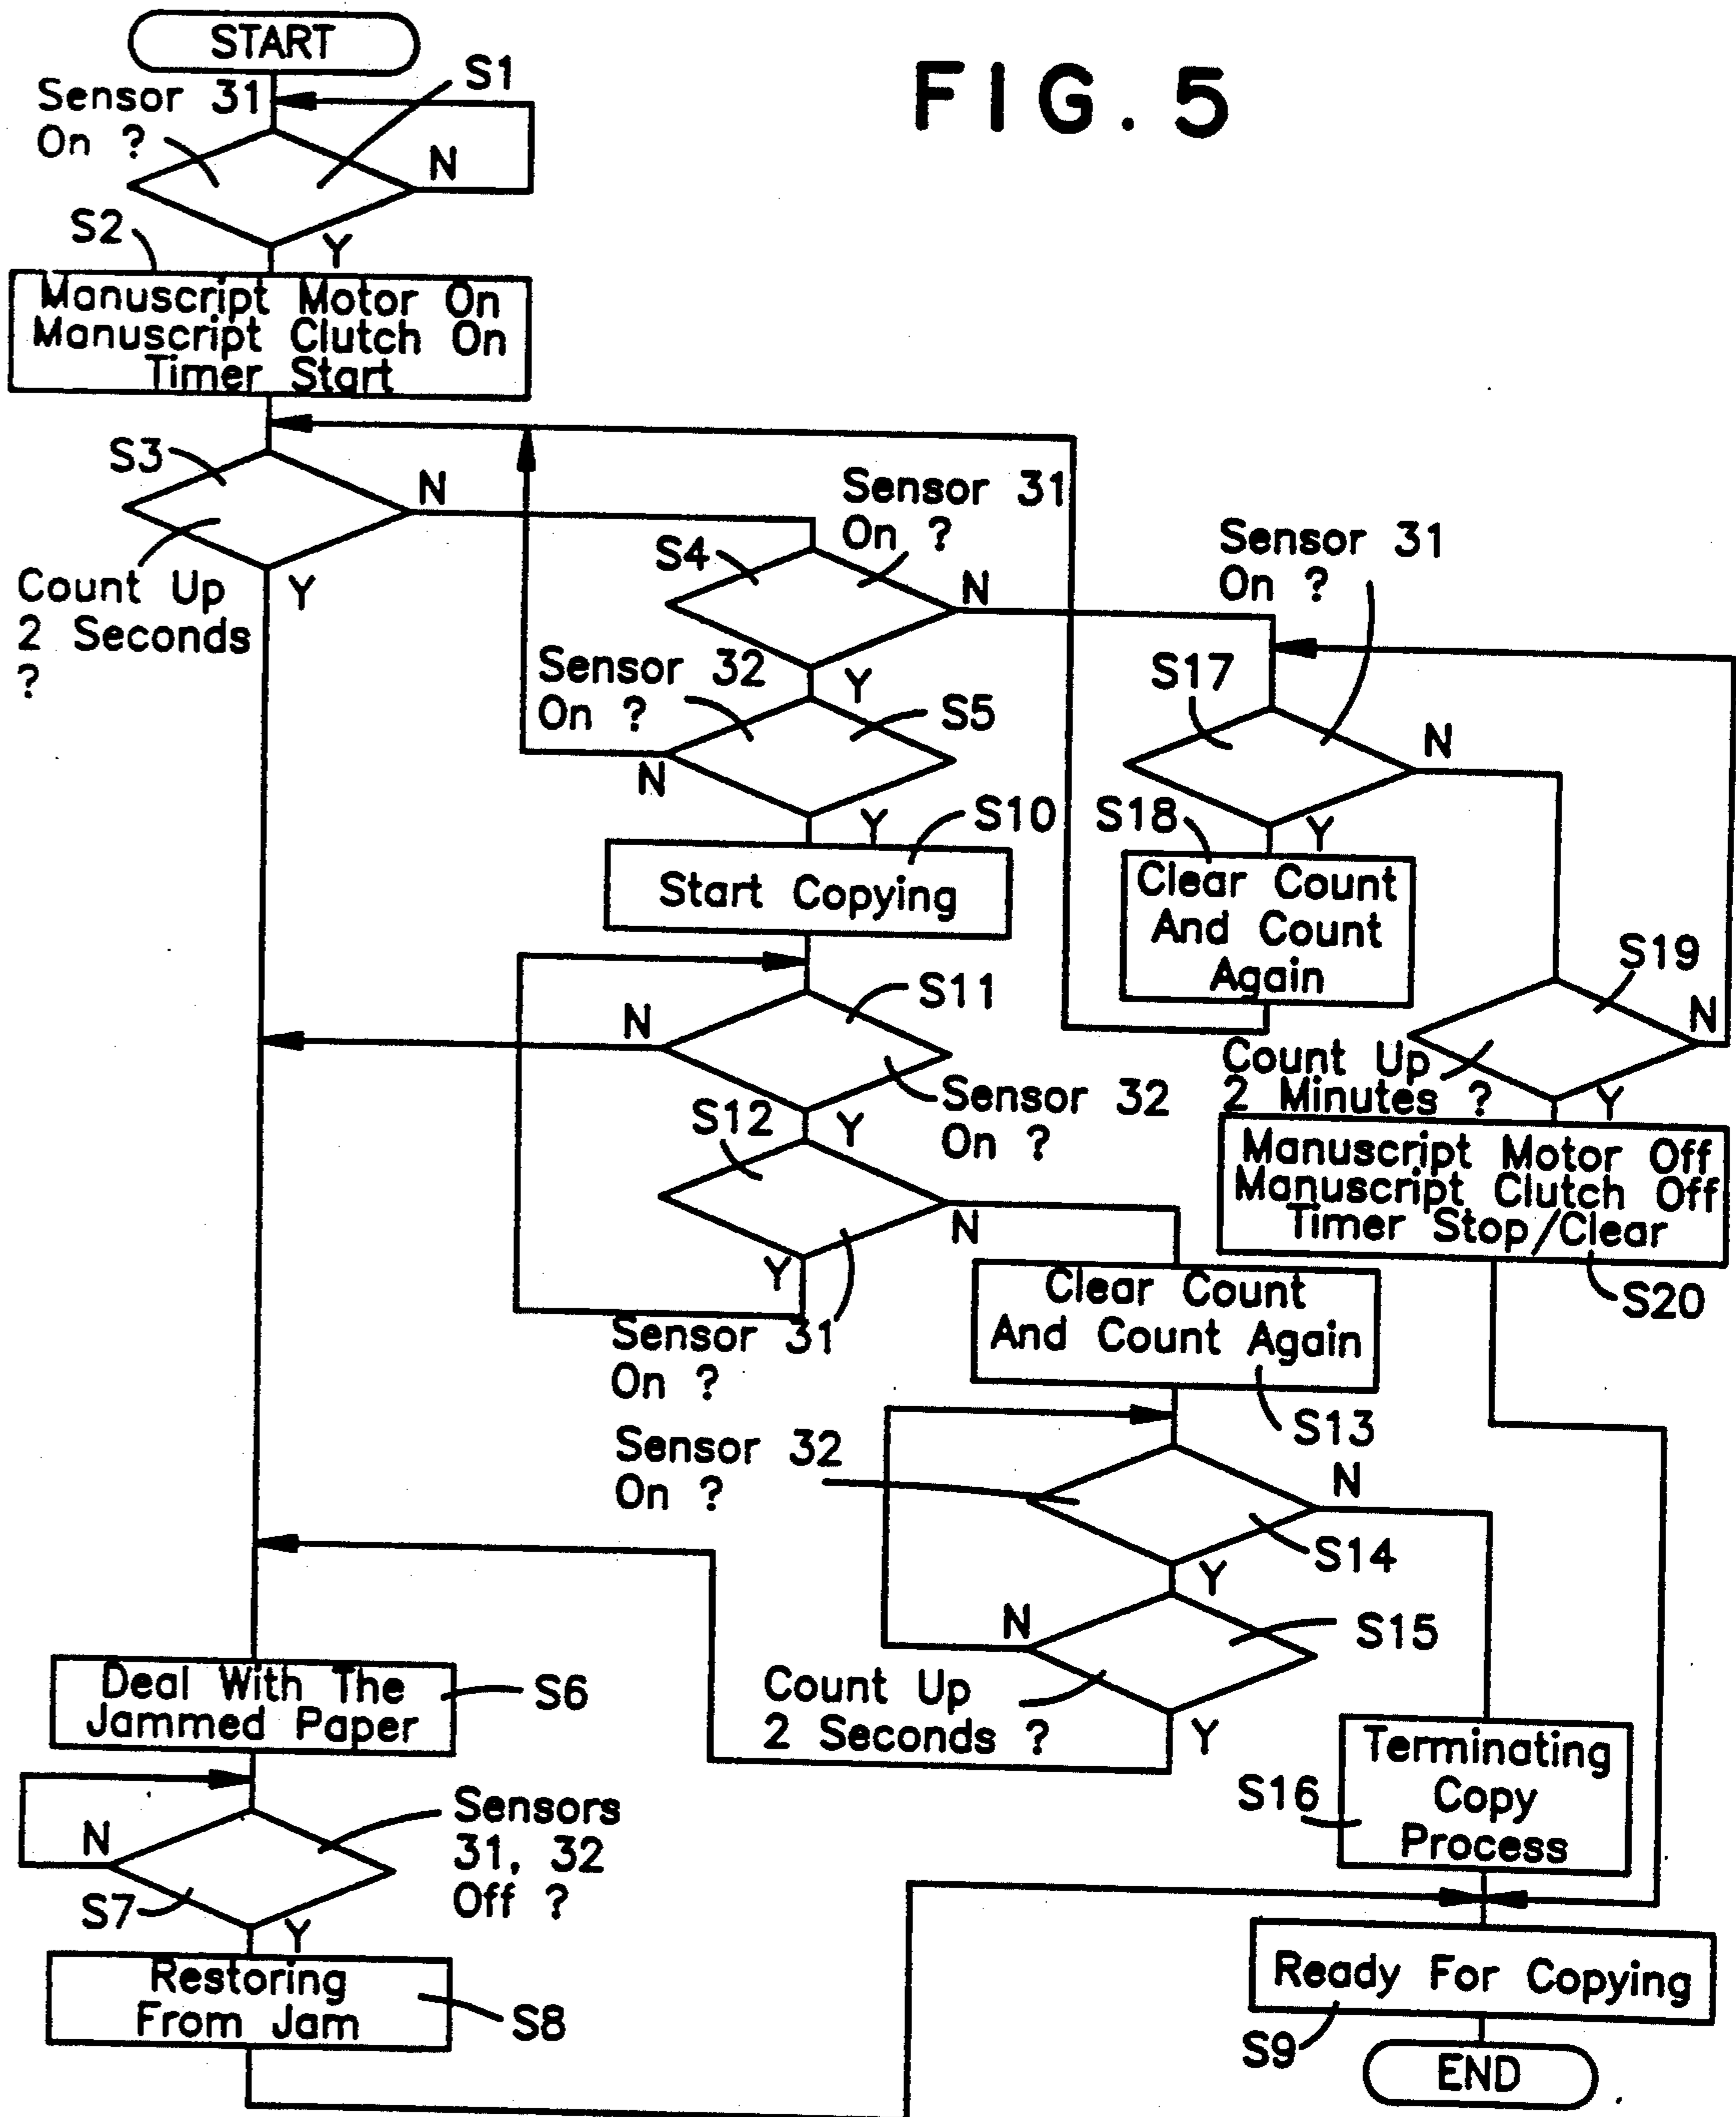 FIG. 5
START
S1
Sensor 31
On ?
N
Y
S2
Manuscript Motor On
Manuscript Clutch On
Timer Start
S3
N
Count Up
2 Seconds
?
Y
Sensor 31
On ?
S4
N
Y
Sensor 32
On ?
S5
N
Y
Sensor 31
On ?
S17
N
Y
S10
Start Copying
S18
Clear Count
And Count
Again
S19
N
Count Up
2 Minutes ?
Y
S11
N
Sensor 32
On ?
Y
S12
N
Y
Sensor 31
On ?
Manuscript Motor Off
Manuscript Clutch Off
Timer Stop/Clear
S20
Clear Count
And Count Again
S13
Sensor 32
On ?
N
S14
Y
N
S15
Count Up
2 Seconds ?
Y
Deal With The
Jammed Paper
S6
Terminating
Copy
Process
S16
N
Sensors
31, 32
Off ?
S7
Y
Restoring
From Jam
S8
Ready For Copying
S9
END